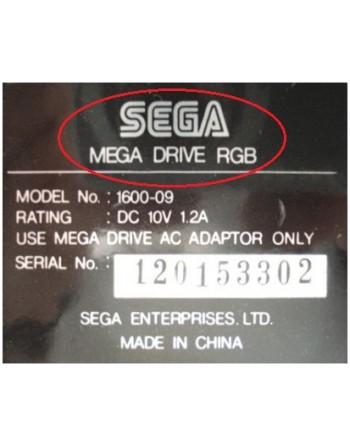 SEGA
MEGA DRIVE RGB
MODEL No. : 1600-09
RATING : DC 10V 1.2A
USE MEGA DRIVE AC ADAPTOR ONLY
SERIAL No. : 120153302
SEGA ENTERPRISES. LTD.
MADE IN CHINA